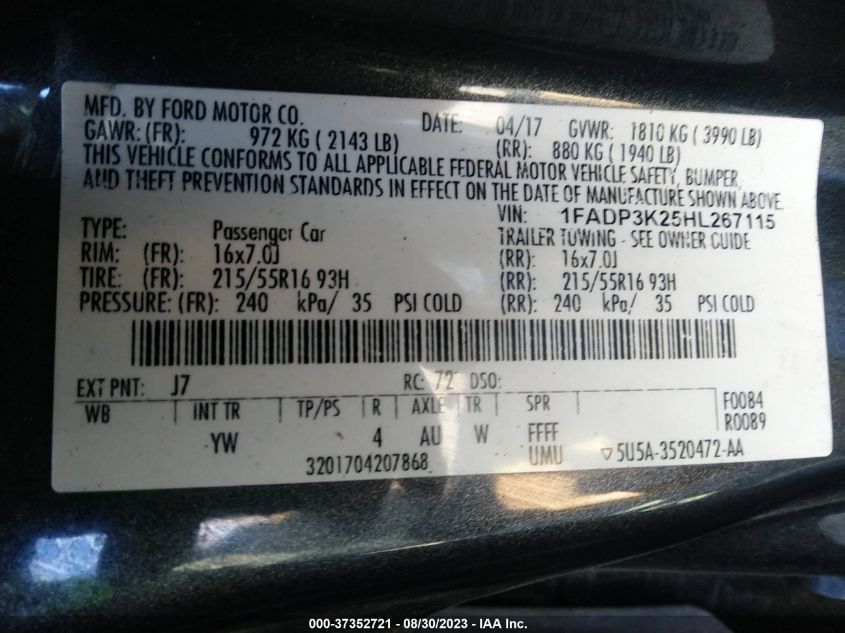 MFD. BY FORD MOTOR CO. DATE: 04/17 GVWR: 1810 KG ( 3990 LB)
GAWR: (FR): 972 KG ( 2143 LB) (RR): 880 KG ( 1940 LB)
THIS VEHICLE CONFORMS TO ALL APPLICABLE FEDERAL MOTOR VEHICLE SAFETY, BUMPER,
AND THEFT PREVENTION STANDARDS IN EFFECT ON THE DATE OF MANUFACTURE SHOWN ABOVE.
VIN: 1FADP3K25HL267115
TYPE: Passenger Car TRAILER TOWING - SEE OWNER GUIDE
RIM: (FR): 16x7.0J (RR): 16x7.0J
TIRE: (FR): 215/55R16 93H (RR): 215/55R16 93H
PRESSURE: (FR): 240 kPa/ 35 PSI COLD (RR): 240 kPa/ 35 PSI COLD
EXT PNT: J7 RC: 72 DSO:
WB INT TR TP/PS R AXLE TR SPR F0084
YW 4 AU W FFFF R0089
3201704207868 UMU 5U5A-3520472-AA
000-37352721 - 08/30/2023 - IAA Inc.